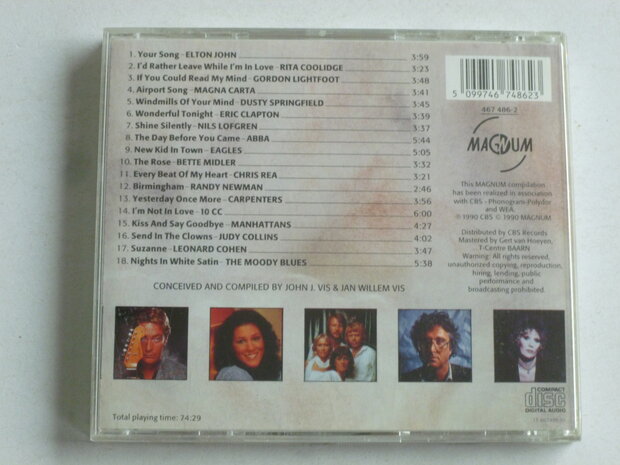 1. Your Song - ELTON JOHN 3:59
2. I'd Rather Leave While I'm In Love - RITA COOLIDGE 3:23
3. If You Could Read My Mind - GORDON LIGHTFOOT 3:48
4. Airport Song - MAGNA CARTA 3:41
5. Windmills Of Your Mind - DUSTY SPRINGFIELD 3:45
6. Wonderful Tonight - ERIC CLAPTON 3:39
7. Shine Silently - NILS LOFGREN 3:37
8. The Day Before You Came - ABBA 3:44
9. New Kid In Town - EAGLES 5:05
10. The Rose - BETTE MIDLER 3:32
11. Every Beat Of My Heart - CHRIS REA 3:21
12. Birmingham - RANDY NEWMAN 2:46
13. Yesterday Once More - CARPENTERS 3:56
14. I'm Not In Love - 10 CC 6:00
15. Kiss And Say Goodbye - MANHATTANS 4:27
16. Send In The Clowns - JUDY COLLINS 4:02
17. Suzanne - LEONARD COHEN 3:47
18. Nights In White Satin - THE MOODY BLUES 5:38
CONCEIVED AND COMPILED BY JOHN J. VIS & JAN WILLEM VIS
5 099746 748623
467 486-2
MAGNUM
This MAGNUM compilation
has been realized in association
with CBS - Phonogram-Polydor
and WEA.
℗ 1990 CBS © 1990 MAGNUM
Distributed by CBS Records
Mastered by Gert van Hoeyen,
T-Centre BAARN
Warning: All rights reserved,
unauthorized copying, reproduction,
hiring, lending, public
performance and
broadcasting prohibited.
Total playing time: 74:29
COMPACT
disc
DIGITAL AUDIO